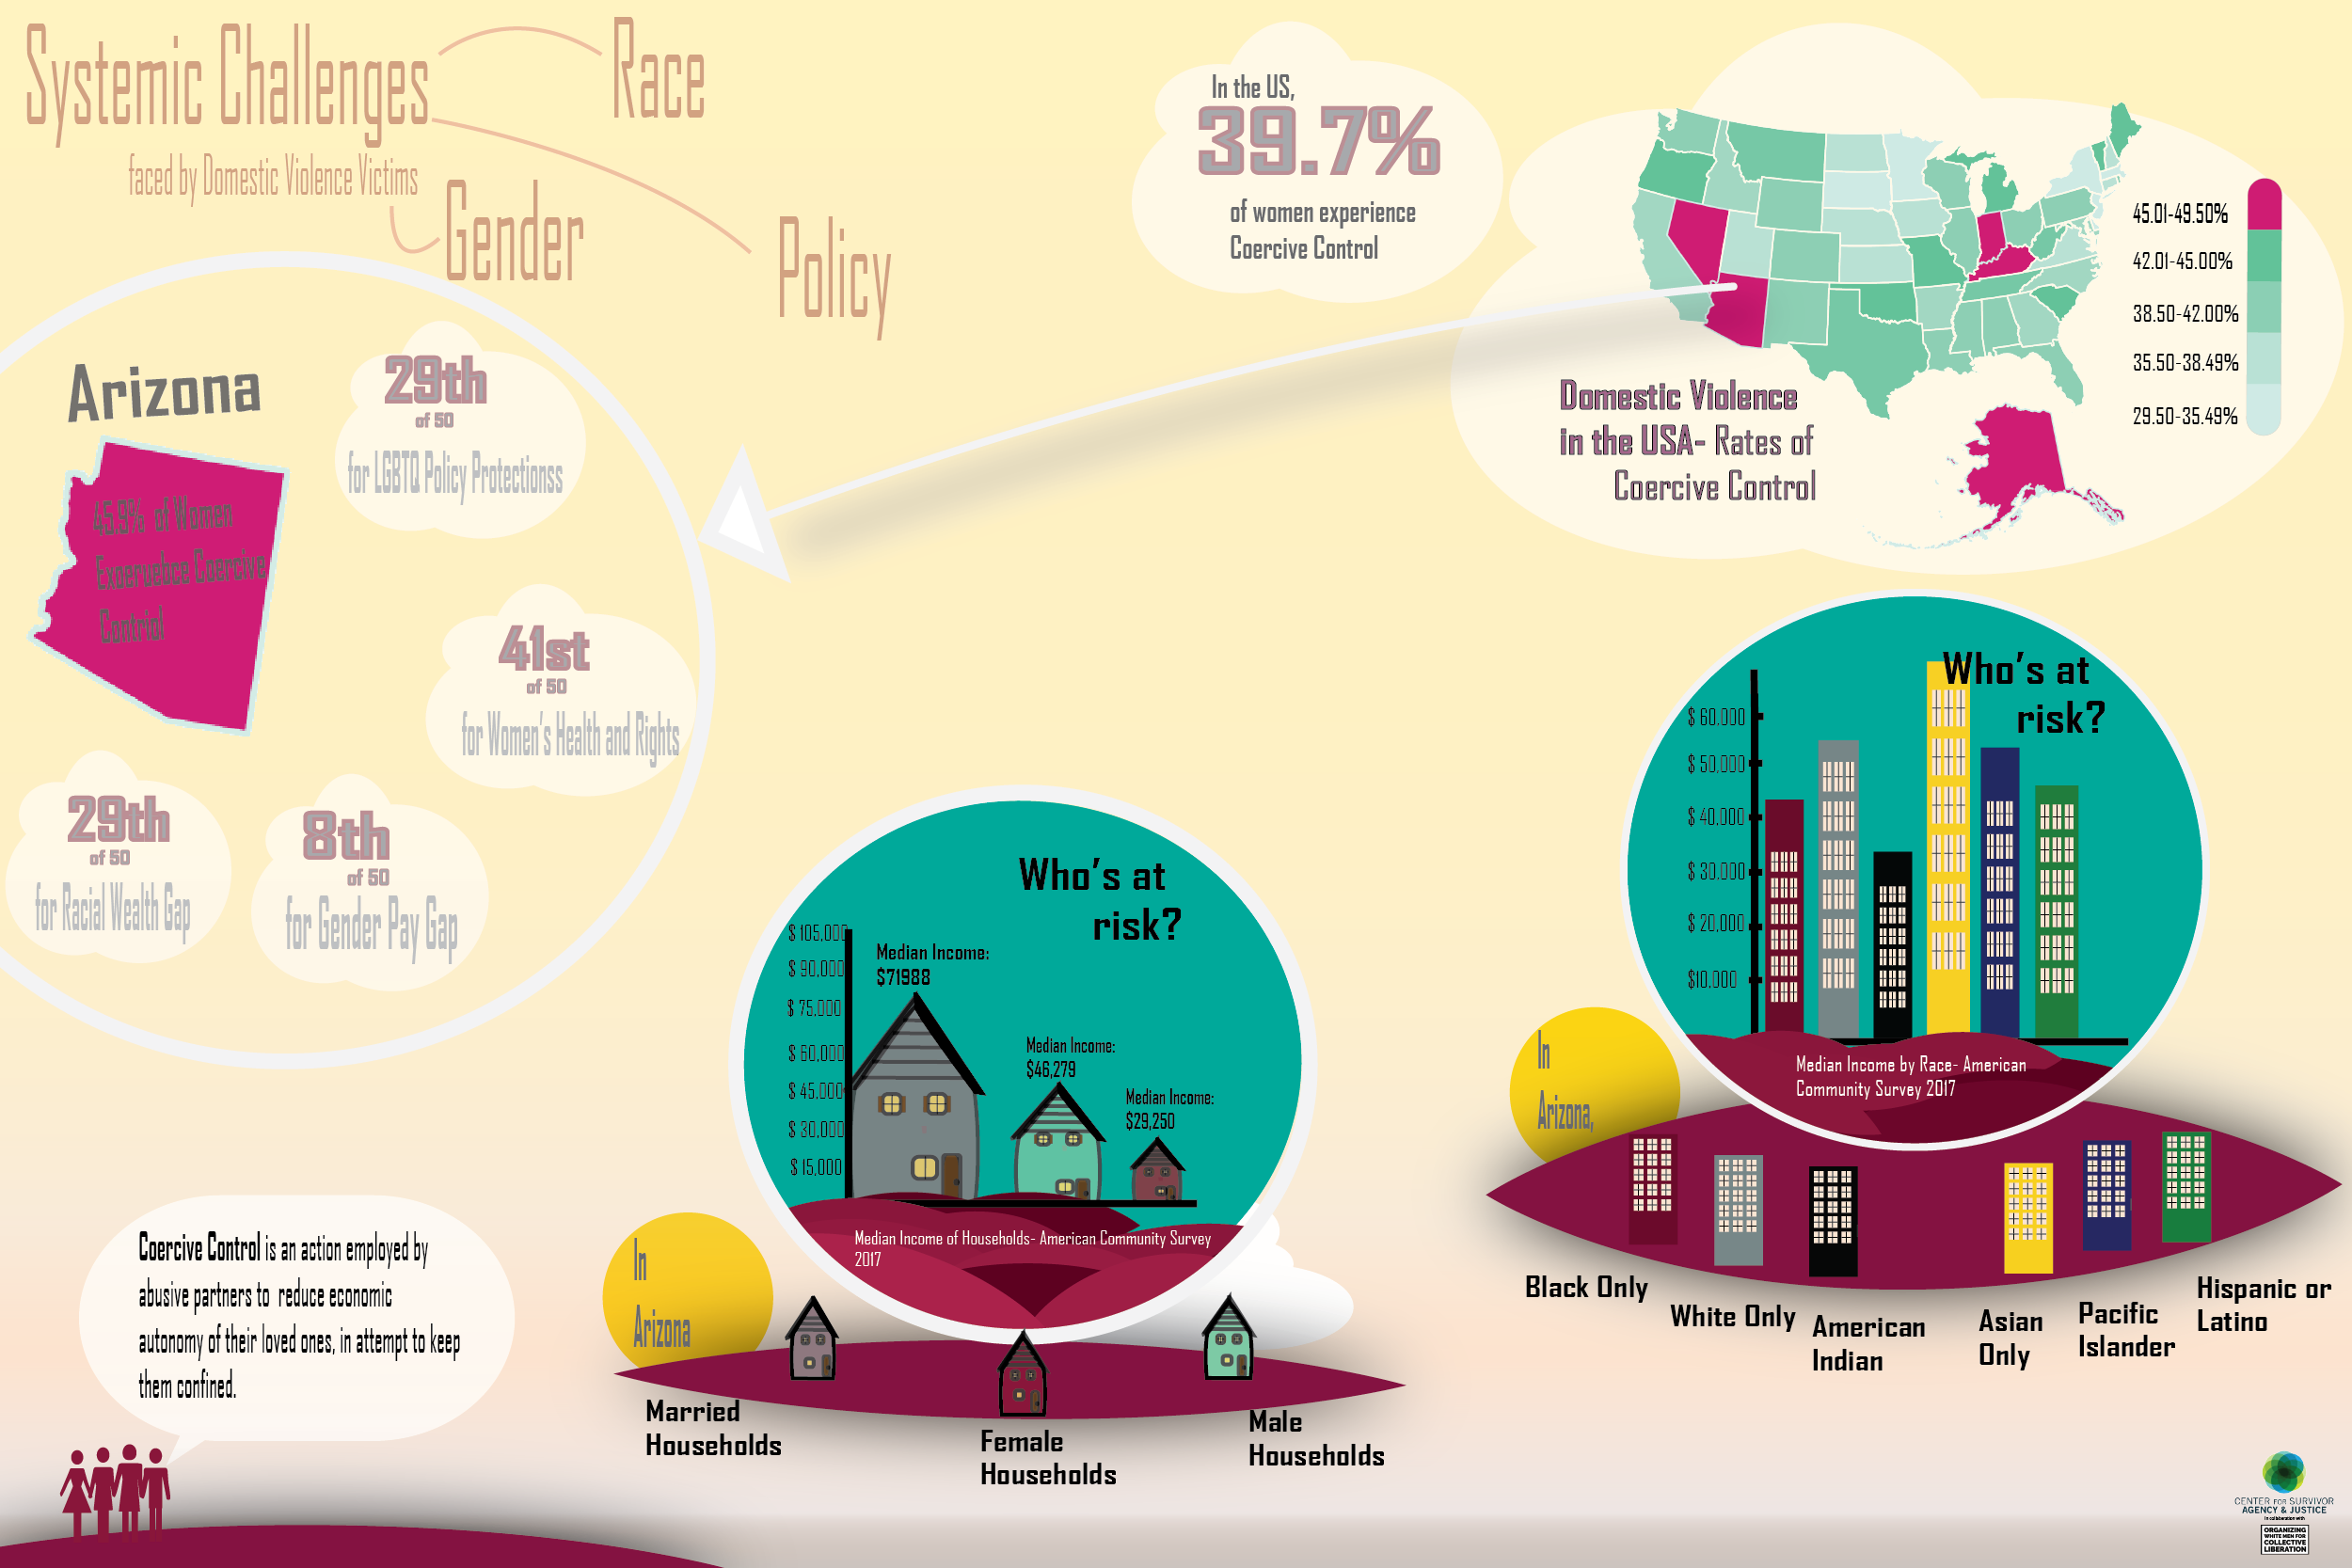 Systemic Challenges
faced by Domestic Violence Victims
Race
Gender
Policy
In the US,
39.7%
of women experience
Coercive Control
45.01-49.50%
42.01-45.00%
38.50-42.00%
35.50-38.49%
29.50-35.49%
Domestic Violence
in the USA- Rates of
Coercive Control
Arizona
45.9% of Women
Exoeruebce Coercive
Contriol
29th
of 50
for LGBTQ Policy Protectionss
41st
of 50
for Women's Health and Rights
29th
of 50
for Racial Wealth Gap
8th
of 50
for Gender Pay Gap
Who's at
risk?
$ 60.000
$ 50,000
$ 40.000
$ 30.000
$ 20.000
$10.000
Median Income by Race- American
Community Survey 2017
In
Arizona,
Black Only
White Only
American
Indian
Asian
Only
Pacific
Islander
Hispanic or
Latino
Who's at
risk?
$ 105,000
$ 90,000
$ 75,000
$ 60,000
$ 45,000
$ 30,000
$ 15,000
Median Income:
$71988
Median Income:
$46,279
Median Income:
$29,250
Median Income of Households- American Community Survey
2017
In
Arizona
Married
Households
Female
Households
Male
Households
Coercive Control is an action employed by
abusive partners to reduce economic
autonomy of their loved ones, in attempt to keep
them confined.
CENTER FOR SURVIVOR
AGENCY & JUSTICE
In collaboration with
ORGANIZING
WHITE MEN FOR
COLLECTIVE
LIBERATION